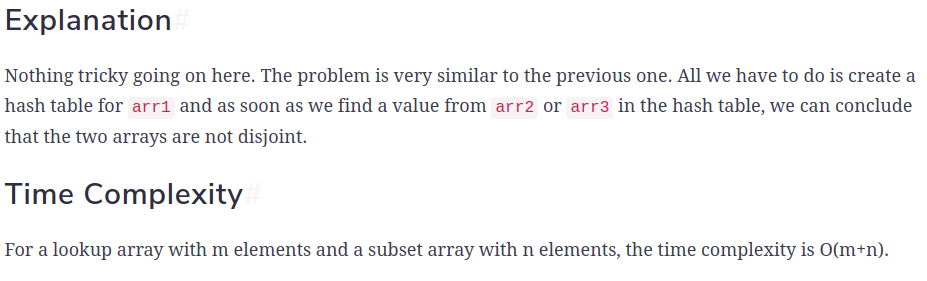 Explanation#
Nothing tricky going on here. The problem is very similar to the previous one. All we have to do is create a
hash table for arr1 and as soon as we find a value from arr2 or arr3 in the hash table, we can conclude
that the two arrays are not disjoint.
Time Complexity#
For a lookup array with m elements and a subset array with n elements, the time complexity is O(m+n).